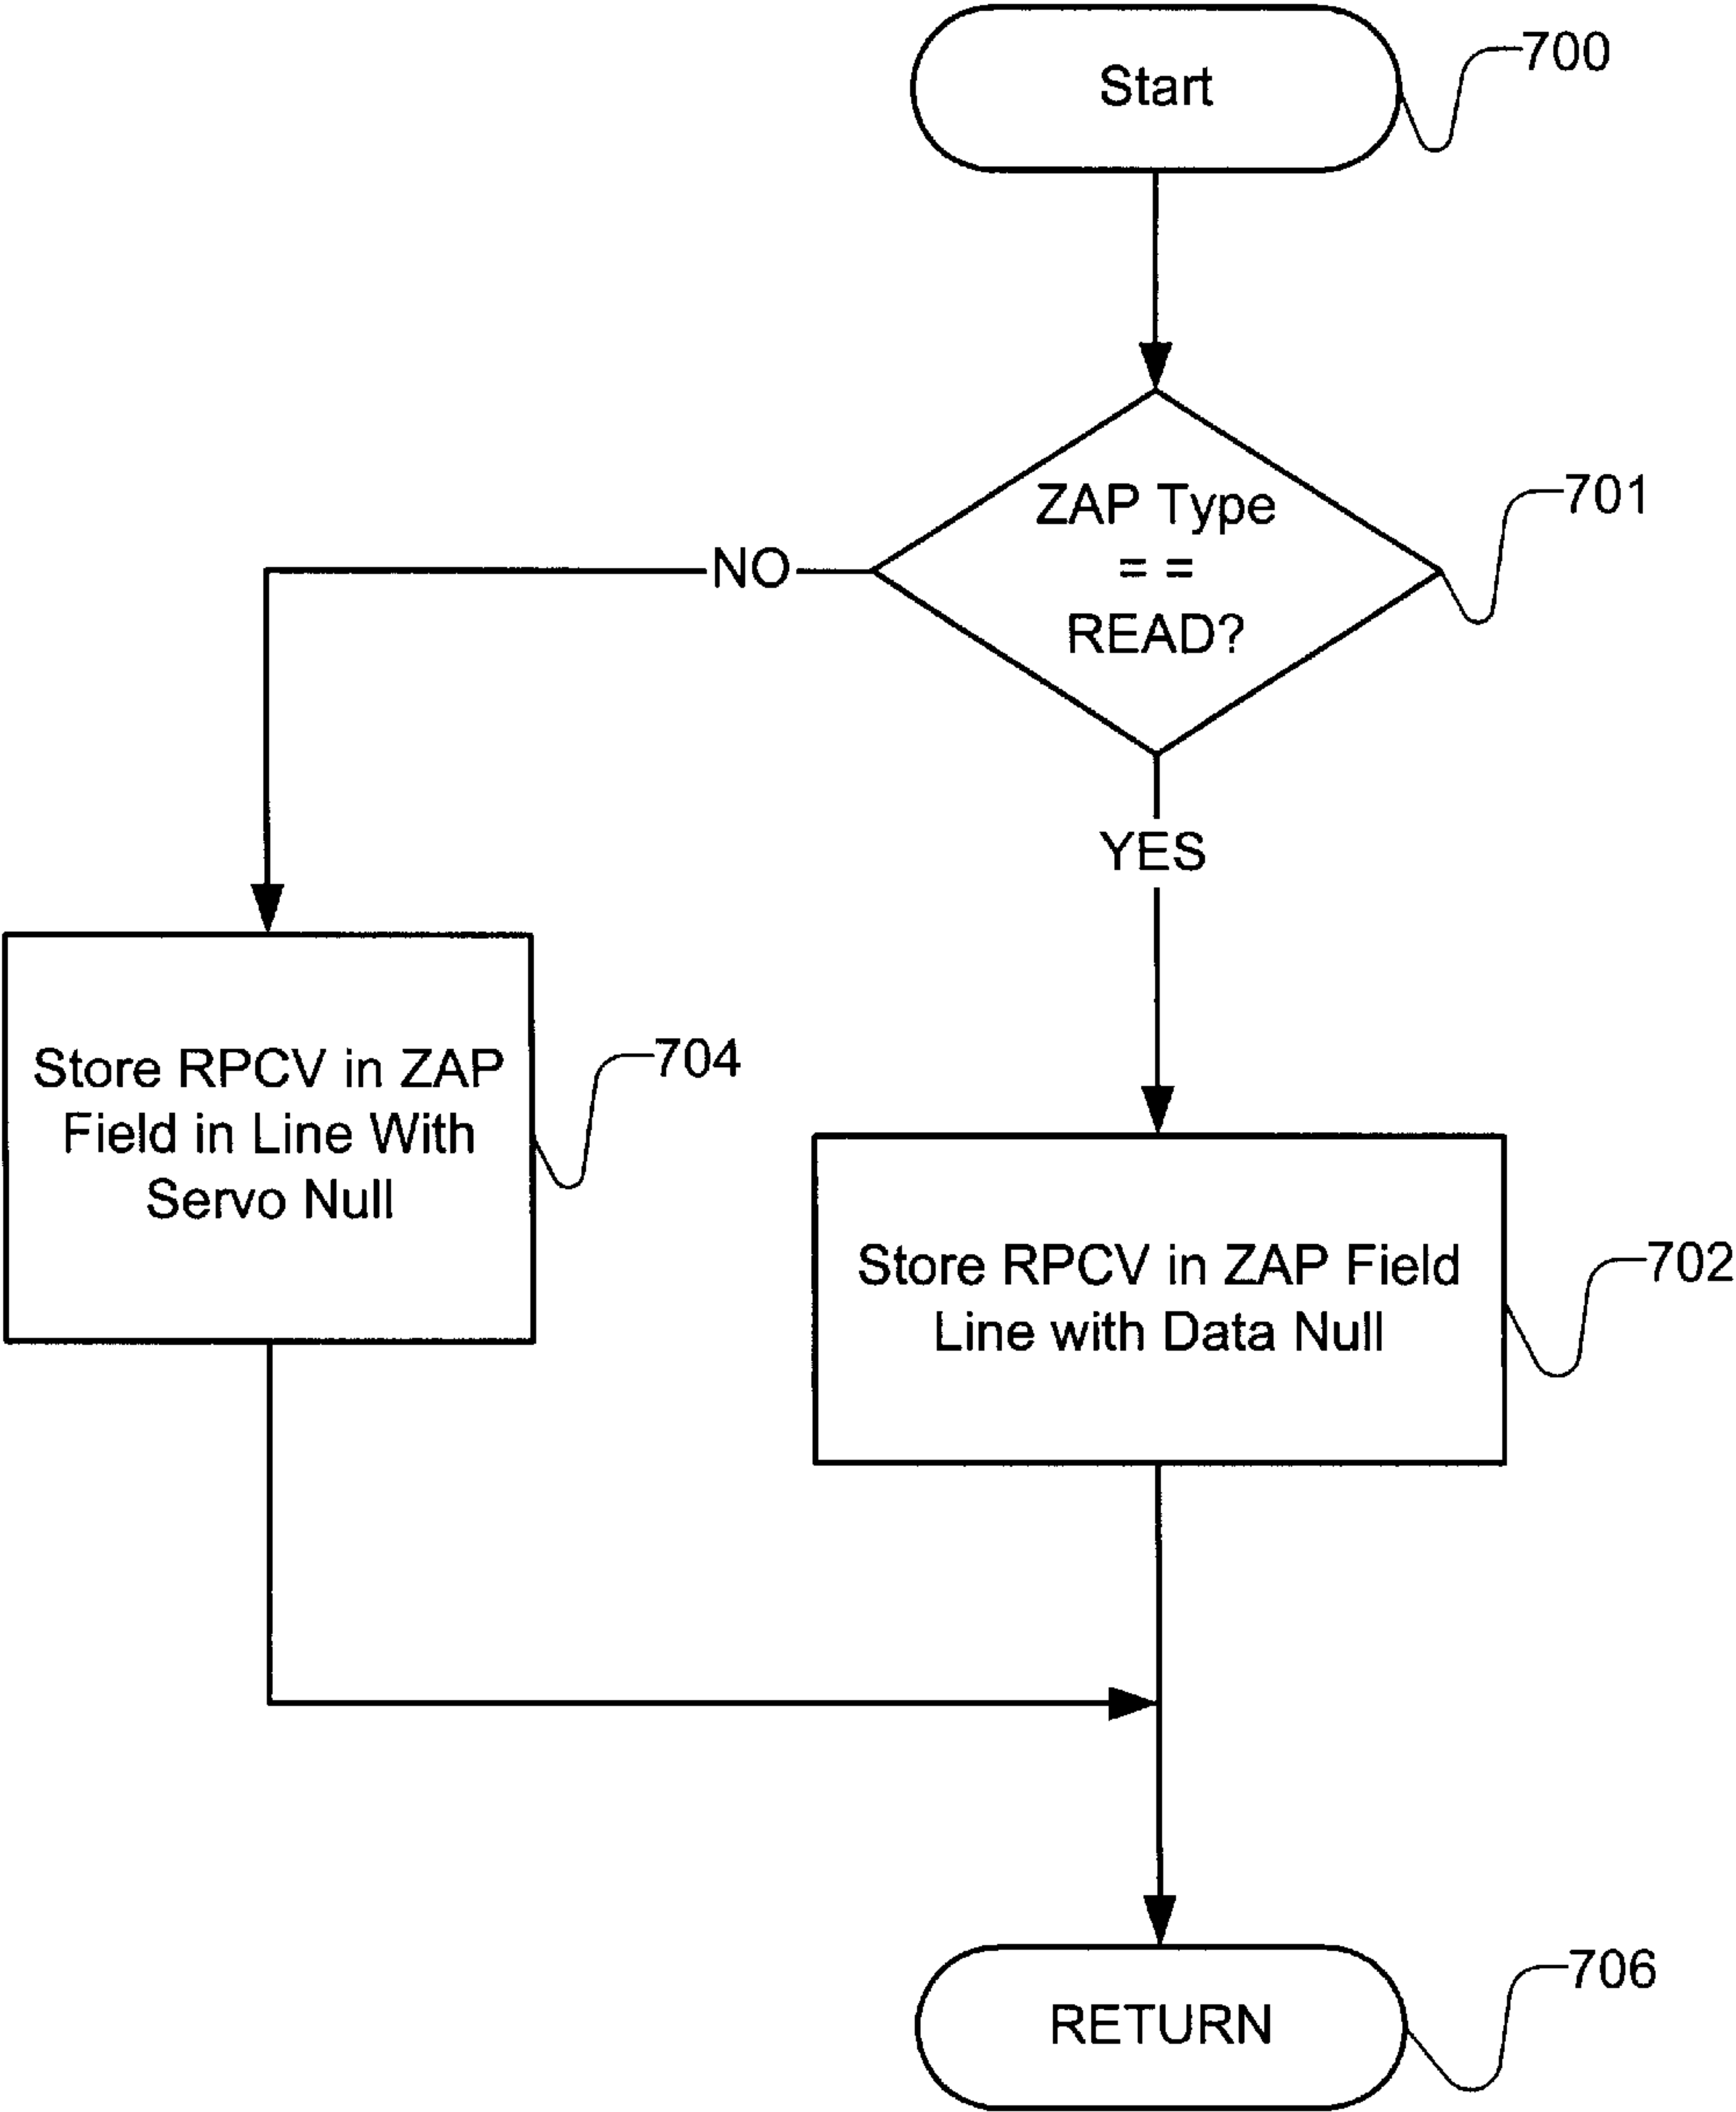 Start
700
ZAP Type
= =
READ?
701
NO
YES
Store RPCV in ZAP
Field in Line With
Servo Null
704
Store RPCV in ZAP Field
Line with Data Null
702
RETURN
706